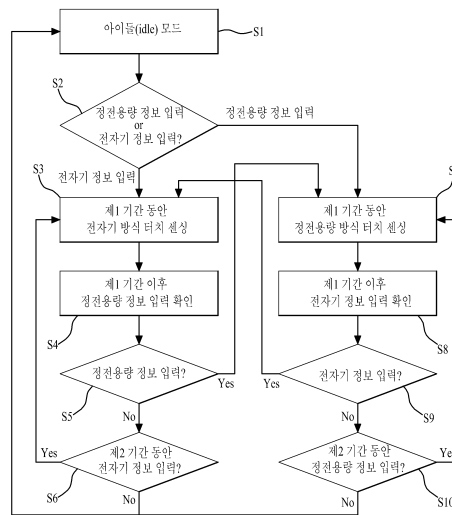 아이들(idle) 모드
S1
S2
정전용량 정보 입력
or
전자기 정보 입력?
정전용량 정보 입력
S3
전자기 정보 입력
제1 기간 동안
전자기 방식 터치 센싱
제1 기간 동안
정전용량 방식 터치 센싱
제1 기간 이후
정전용량 정보 입력 확인
S4
제1 기간 이후
전자기 정보 입력 확인
S8
정전용량 정보 입력?
Yes
S5
No
Yes
전자기 정보 입력?
S9
No
Yes
제2 기간 동안
전자기 정보 입력?
S6
No
제2 기간 동안
정전용량 정보 입력?
Yes
S10
No